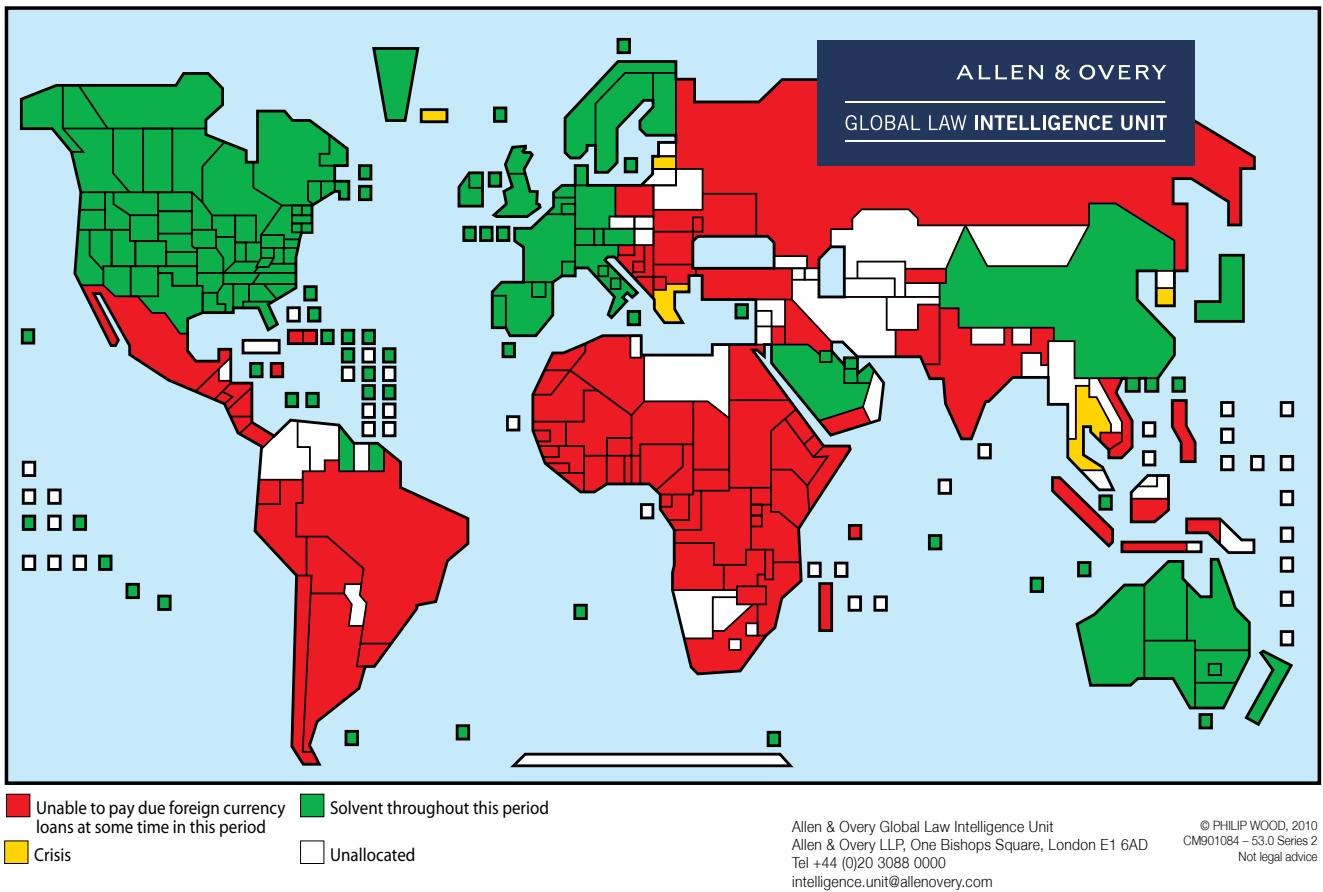 ALLEN & OVERY
GLOBAL LAW INTELLIGENCE UNIT
Unable to pay due foreign currency
loans at some time in this period
Solvent throughout this period
Crisis
Unallocated
Allen & Overy Global Law Intelligence Unit
Allen & Overy LLP, One Bishops Square, London E1 6AD
Tel +44 (0)20 3088 0000
intelligence.unit@allenovery.com
© PHILIP WOOD, 2010
CM901084 – 53.0 Series 2
Not legal advice